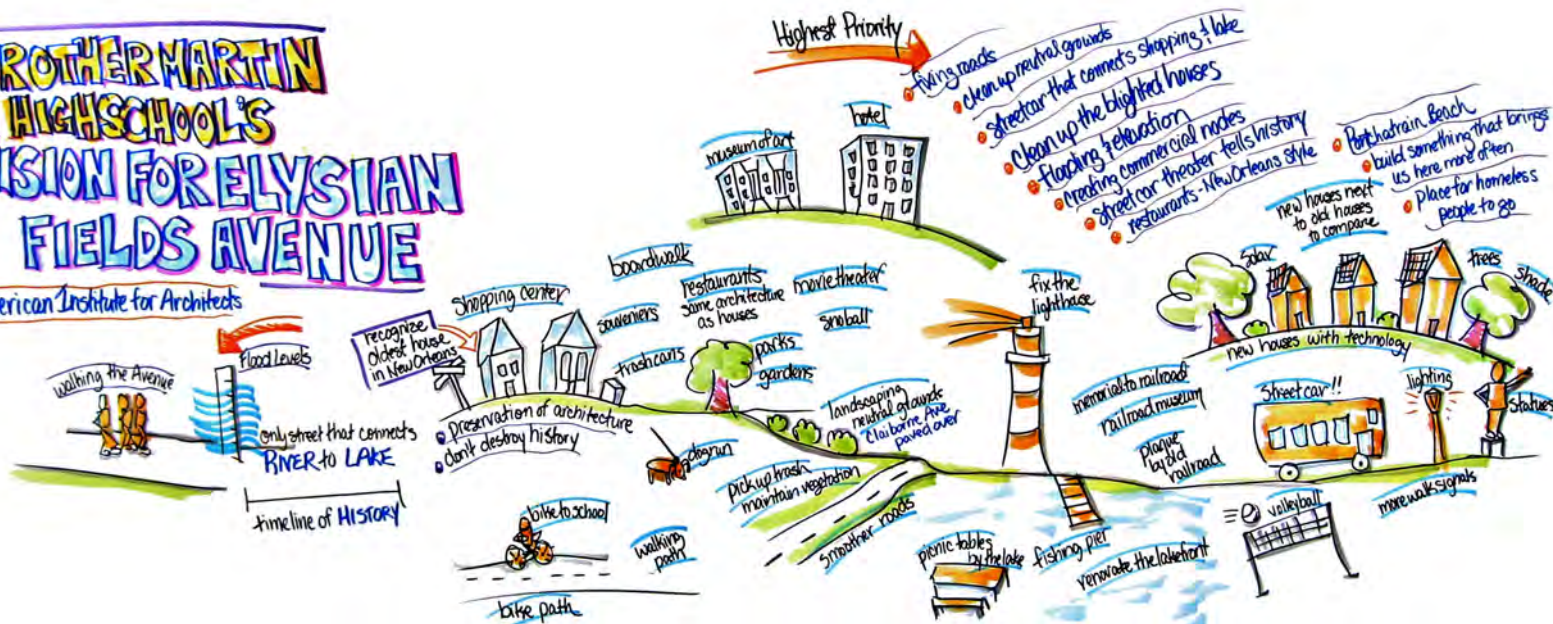 ROTHER MARTIN
HIGHSCHOOL'S
ISION FOR ELYSIAN
FIELDS AVENUE
erican Institute for Architects
Walking the Avenue
Flood Levels
only street that connects
RIVER to LAKE
timeline of HISTORY
recognize
oldest house
in New Orleans
shopping center
preservation of architecture
don't destroy history
bike to school
walking
path
bike path
boardwalk
souveniers
restaurants
same architecture
as houses
movie theater
snoball
trash cans
parks
gardens
dog run
landscaping
neutral grounds
Claiborne Ave
paved over
pick up trash
maintain vegetation
smoother roads
museum of art
hotel
Highest Priority
fixing roads
clean up neutral grounds
streetcar that connects shopping & lake
clean up the blighted houses
flooding & elevation
creating commercial nodes
street car theater tells history
restaurants - New Orleans style
Pontchatrain Beach
build something that brings
us here more often
Place for homeless
people to go
new houses next
to old houses
to compare
solar
trees
shade
new houses with technology
fix the
lighthouse
memorial to railroad
railroad museum
plaque
by old
railroad
Street car!!
lighting
statues
more walk signals
volleyball
picnic tables
by the lake
fishing pier
renovate the lakefront